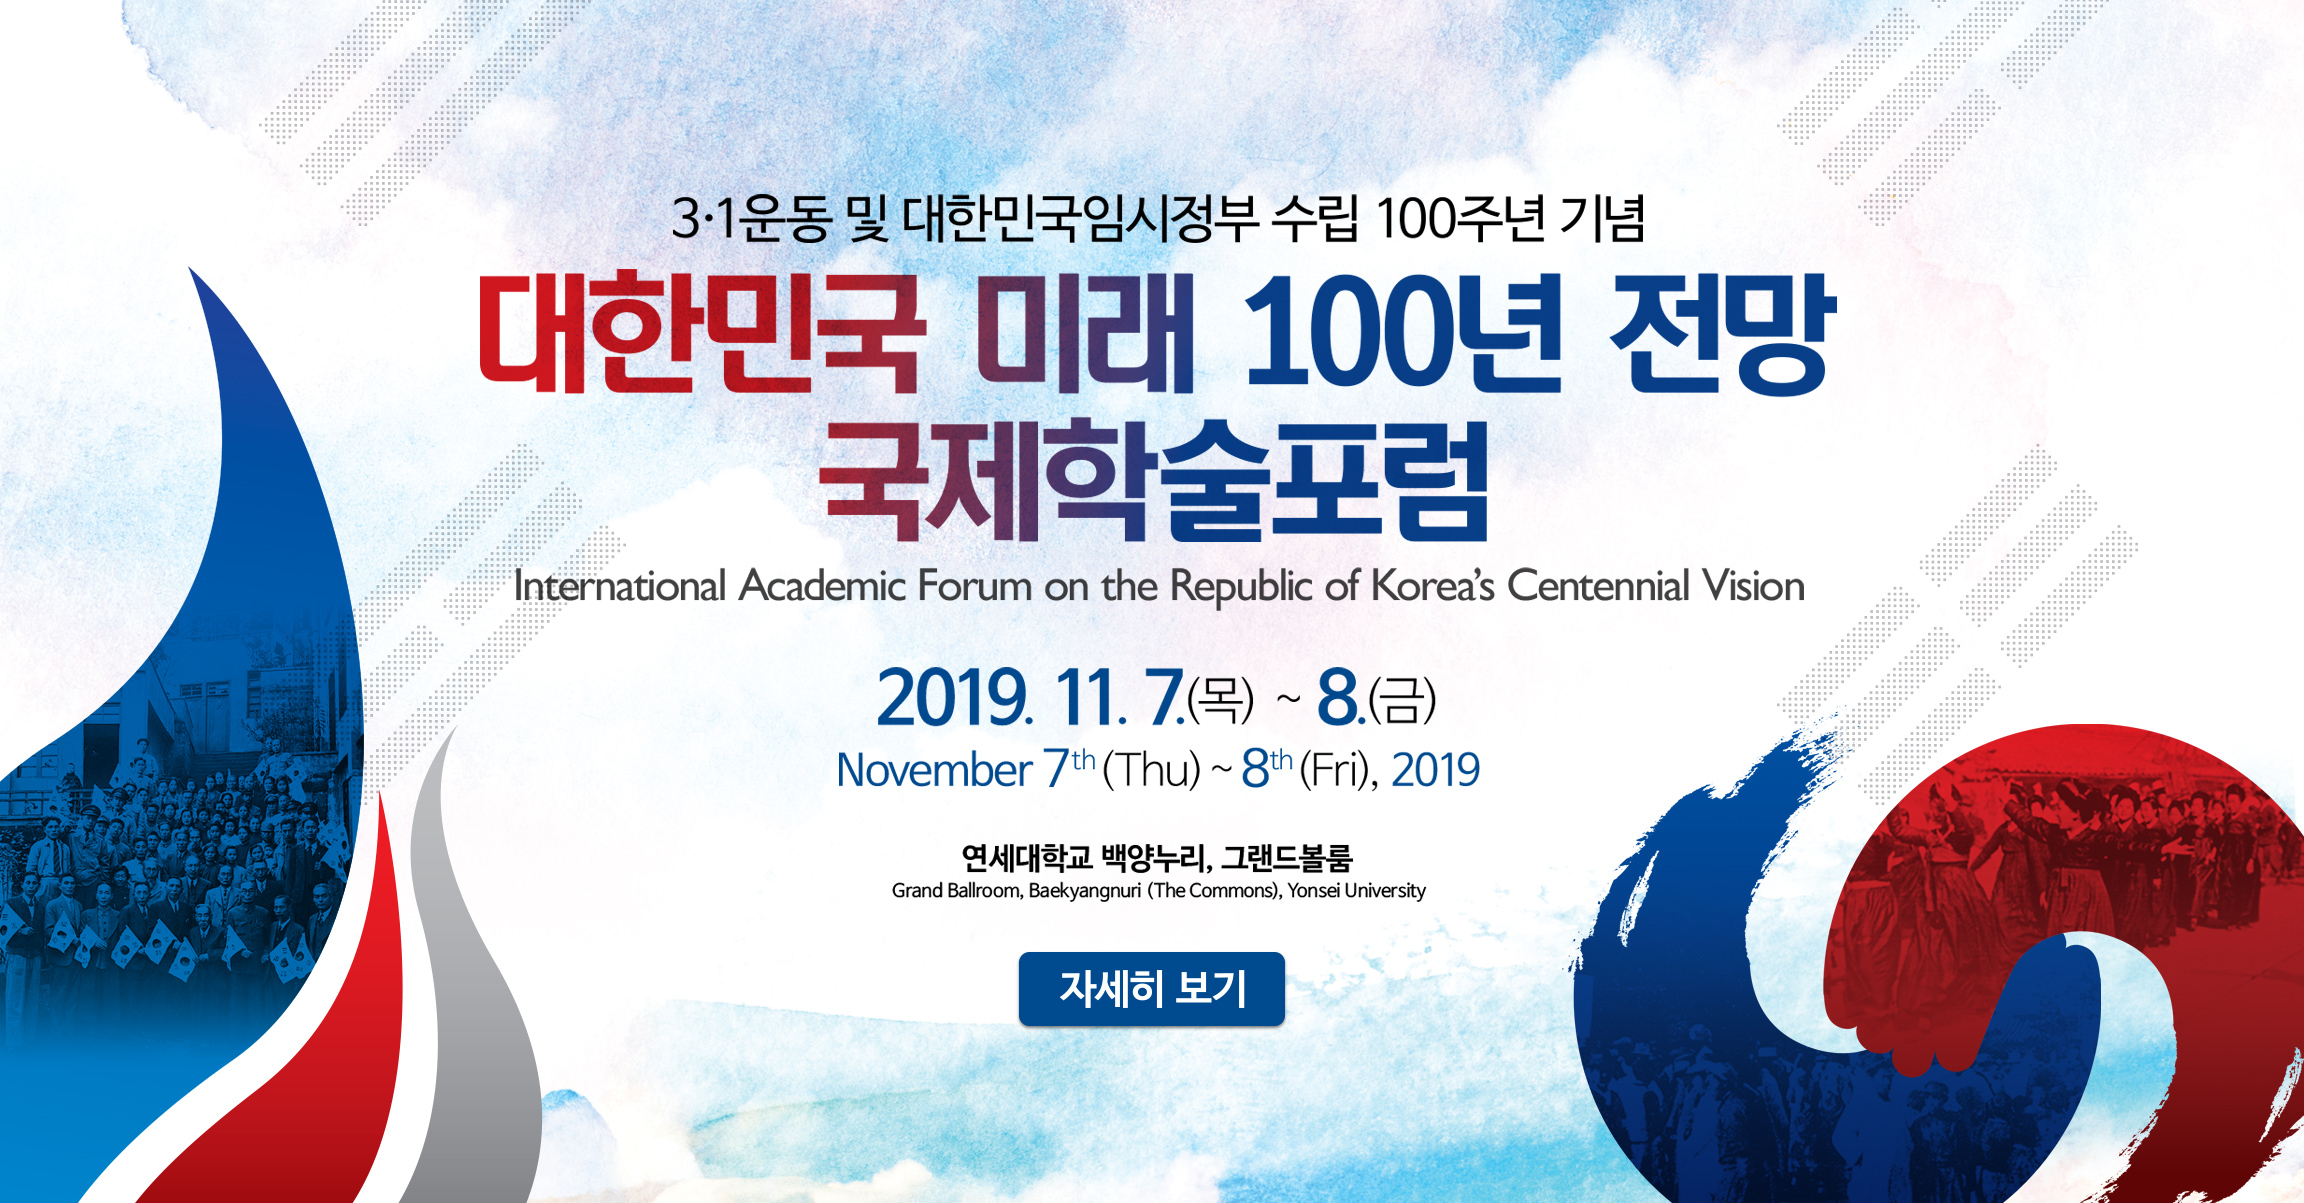 3·1운동 및 대한민국임시정부 수립 100주년 기념
대한민국 미래 100년 전망
국제학술포럼
International Academic Forum on the Republic of Korea's Centennial Vision
2019. 11. 7.(목) ~ 8.(금)
November 7th (Thu) ~ 8th (Fri), 2019
연세대학교 백양누리, 그랜드볼룸
Grand Ballroom, Baekyangnuri (The Commons), Yonsei University
자세히 보기